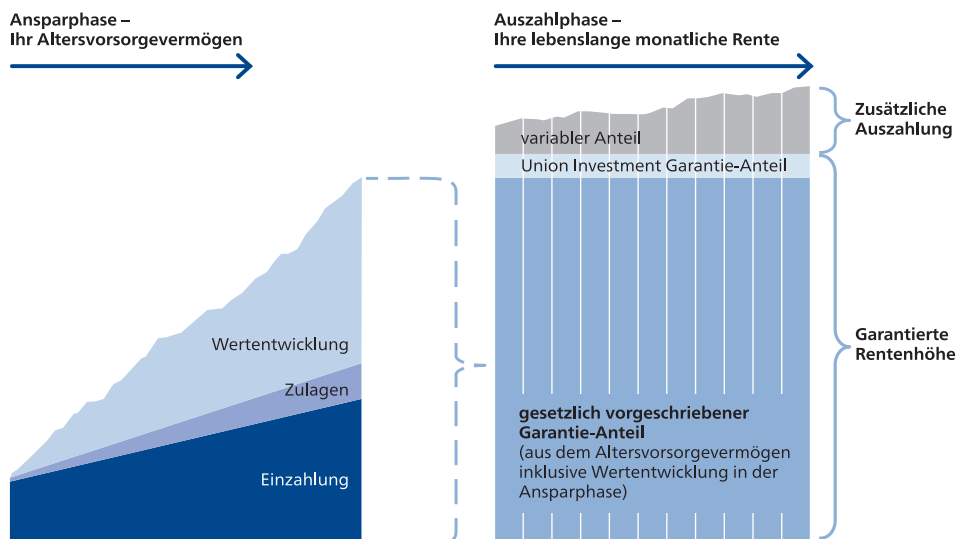 Ansparphase –
Ihr Altersvorsorgevermögen
Wertentwicklung
Zulagen
Einzahlung
Auszahlphase –
Ihre lebenslange monatliche Rente
variabler Anteil
Union Investment Garantie-Anteil
gesetzlich vorgeschriebener
Garantie-Anteil
(aus dem Altersvorsorgevermögen
inklusive Wertentwicklung in der
Ansparphase)
Zusätzliche
Auszahlung
Garantierte
Rentenhöhe